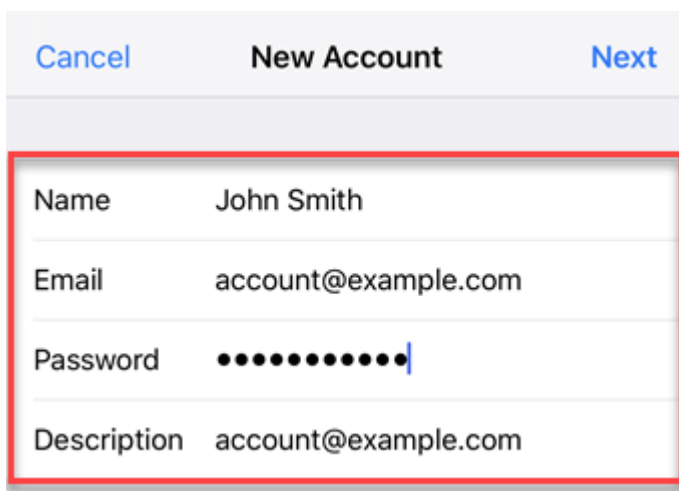 Cancel New Account Next
Name John Smith
Email account@example.com
Password ●●●●●●●●●●●
Description account@example.com